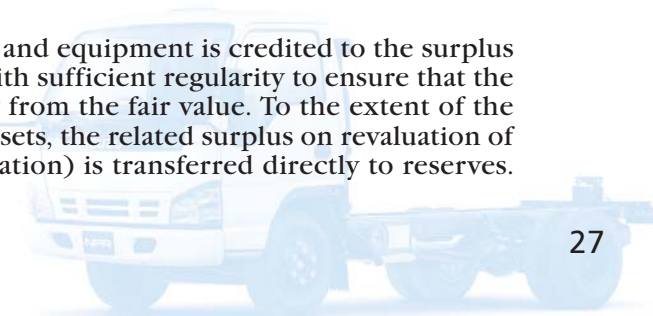 and equipment is credited to the surplus
ith sufficient regularity to ensure that the
from the fair value. To the extent of the
sets, the related surplus on revaluation of
ation) is transferred directly to reserves.
NPR
27